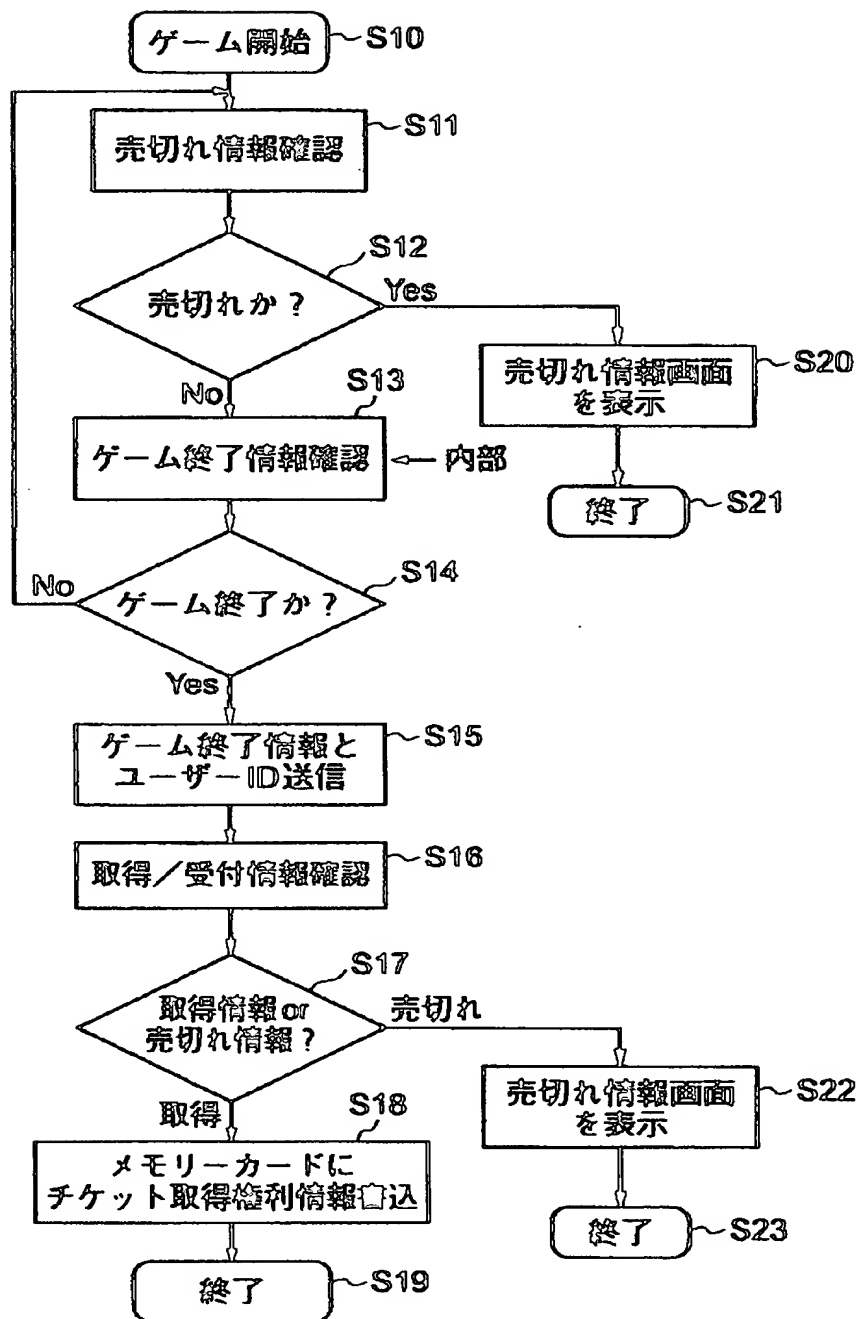 ゲーム開始
S10
売切れ情報確認
S11
売切れか？
S12
Yes
No
売切れ情報画面
を表示
S20
終了
S21
ゲーム終了情報確認
S13
内部
ゲーム終了か？
S14
No
Yes
ゲーム終了情報と
ユーザーID送信
S15
取得／受付情報確認
S16
取得情報or
売切れ情報？
S17
売切れ
取得
売切れ情報画面
を表示
S22
終了
S23
メモリーカードに
チケット取得権利情報書込
S18
終了
S19